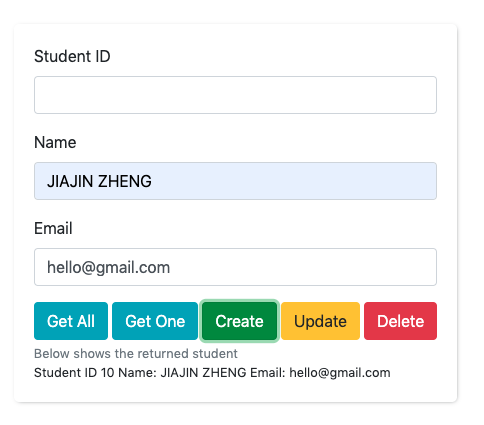 Student ID
Name
JIAJIN ZHENG
Email
hello@gmail.com
Get All Get One Create Update Delete
Below shows the returned student
Student ID 10 Name: JIAJIN ZHENG Email: hello@gmail.com